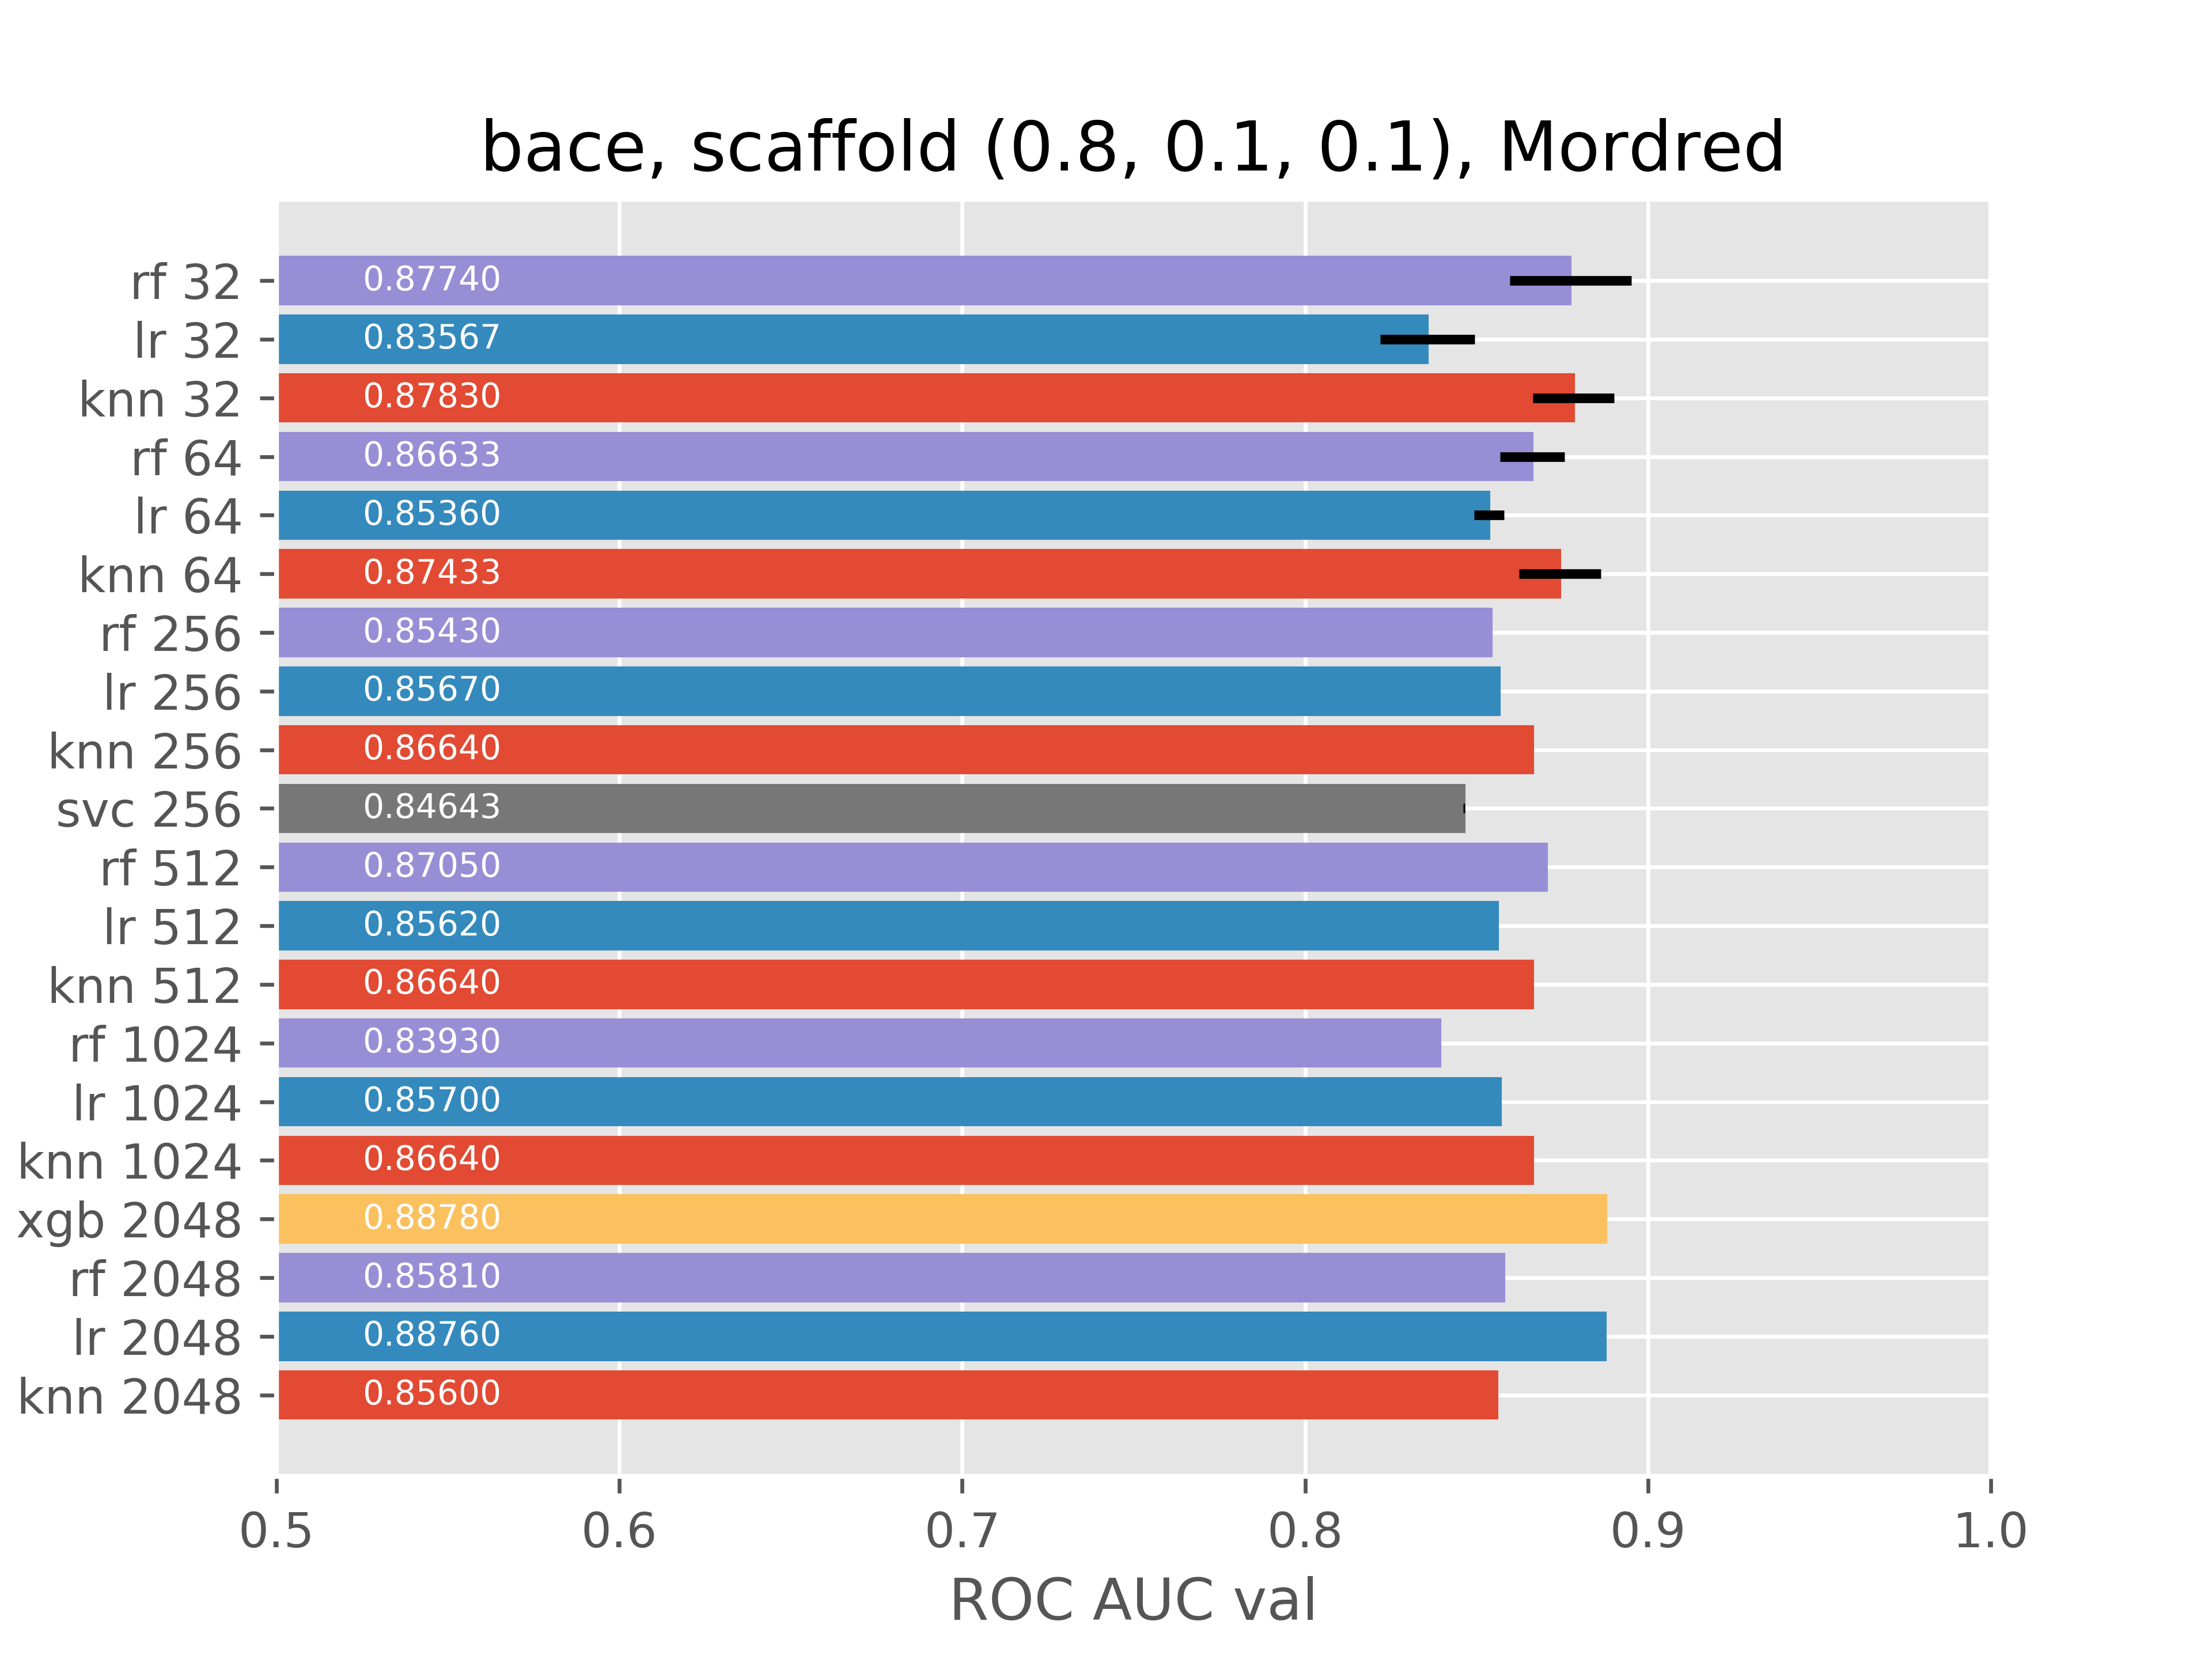 bace, scaffold (0.8, 0.1, 0.1), Mordred
rf 32 0.87740
lr 32 0.83567
knn 32 0.87830
rf 64 0.86633
lr 64 0.85360
knn 64 0.87433
rf 256 0.85430
lr 256 0.85670
knn 256 0.86640
svc 256 0.84643
rf 512 0.87050
lr 512 0.85620
knn 512 0.86640
rf 1024 0.83930
lr 1024 0.85700
knn 1024 0.86640
xgb 2048 0.88780
rf 2048 0.85810
lr 2048 0.88760
knn 2048 0.85600
0.5 0.6 0.7 0.8 0.9 1.0
ROC AUC val